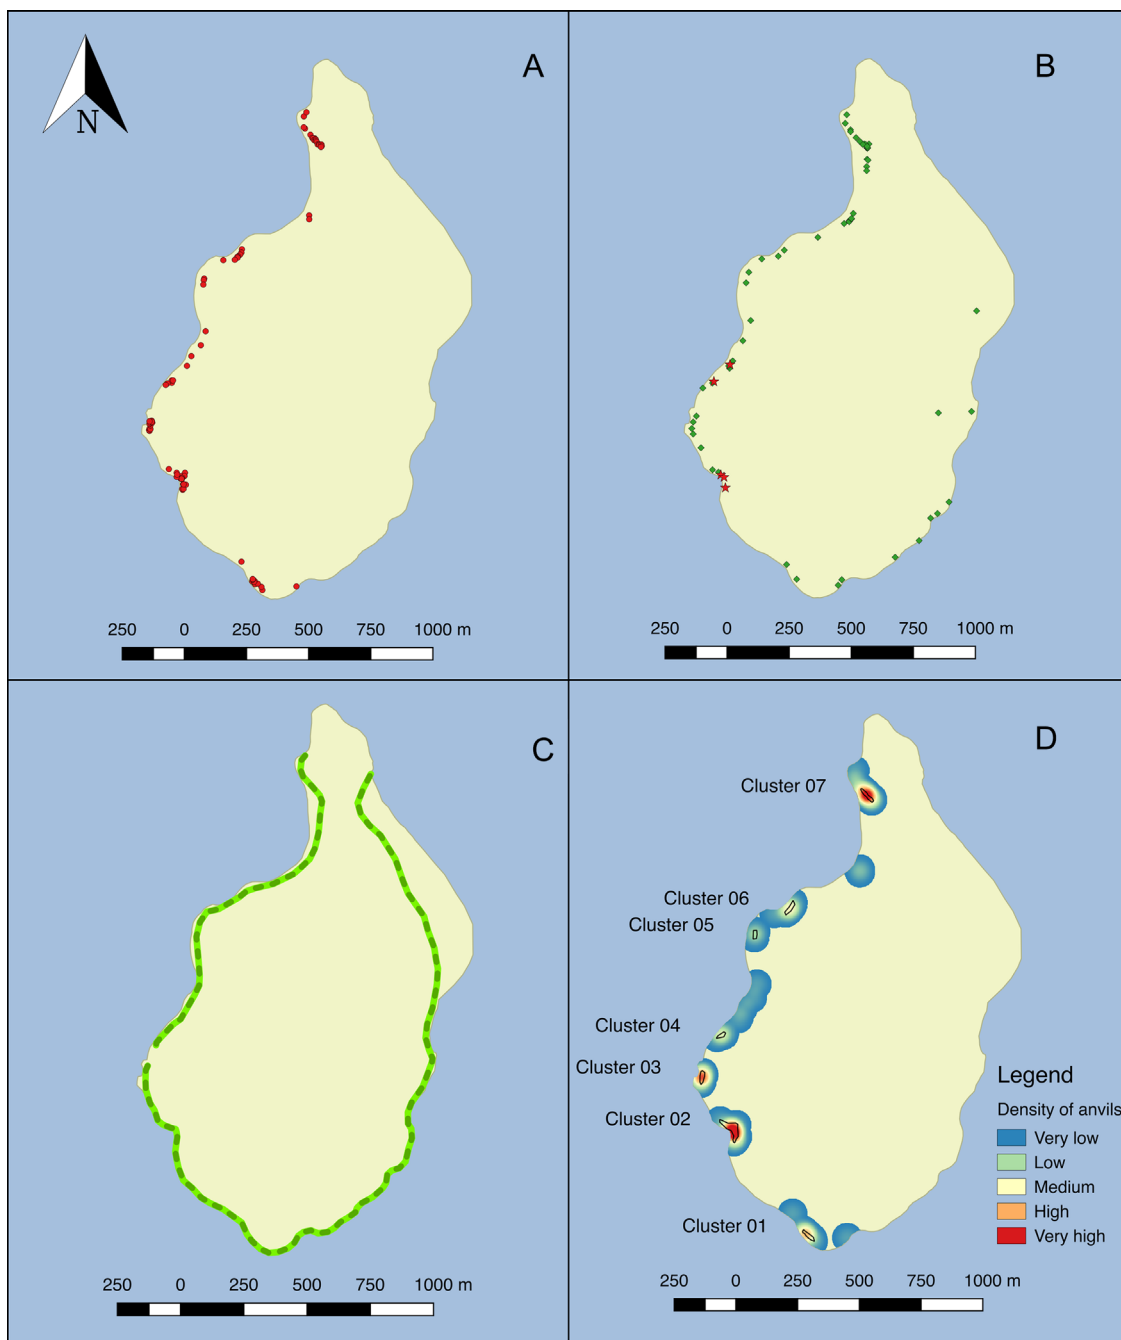 A
N
250 0 250 500 750 1000 m
B
250 0 250 500 750 1000 m
C
250 0 250 500 750 1000 m
D
Cluster 07
Cluster 06
Cluster 05
Cluster 04
Cluster 03
Cluster 02
Cluster 01
Legend
Density of anvils
Very low
Low
Medium
High
Very high
250 0 250 500 750 1000 m